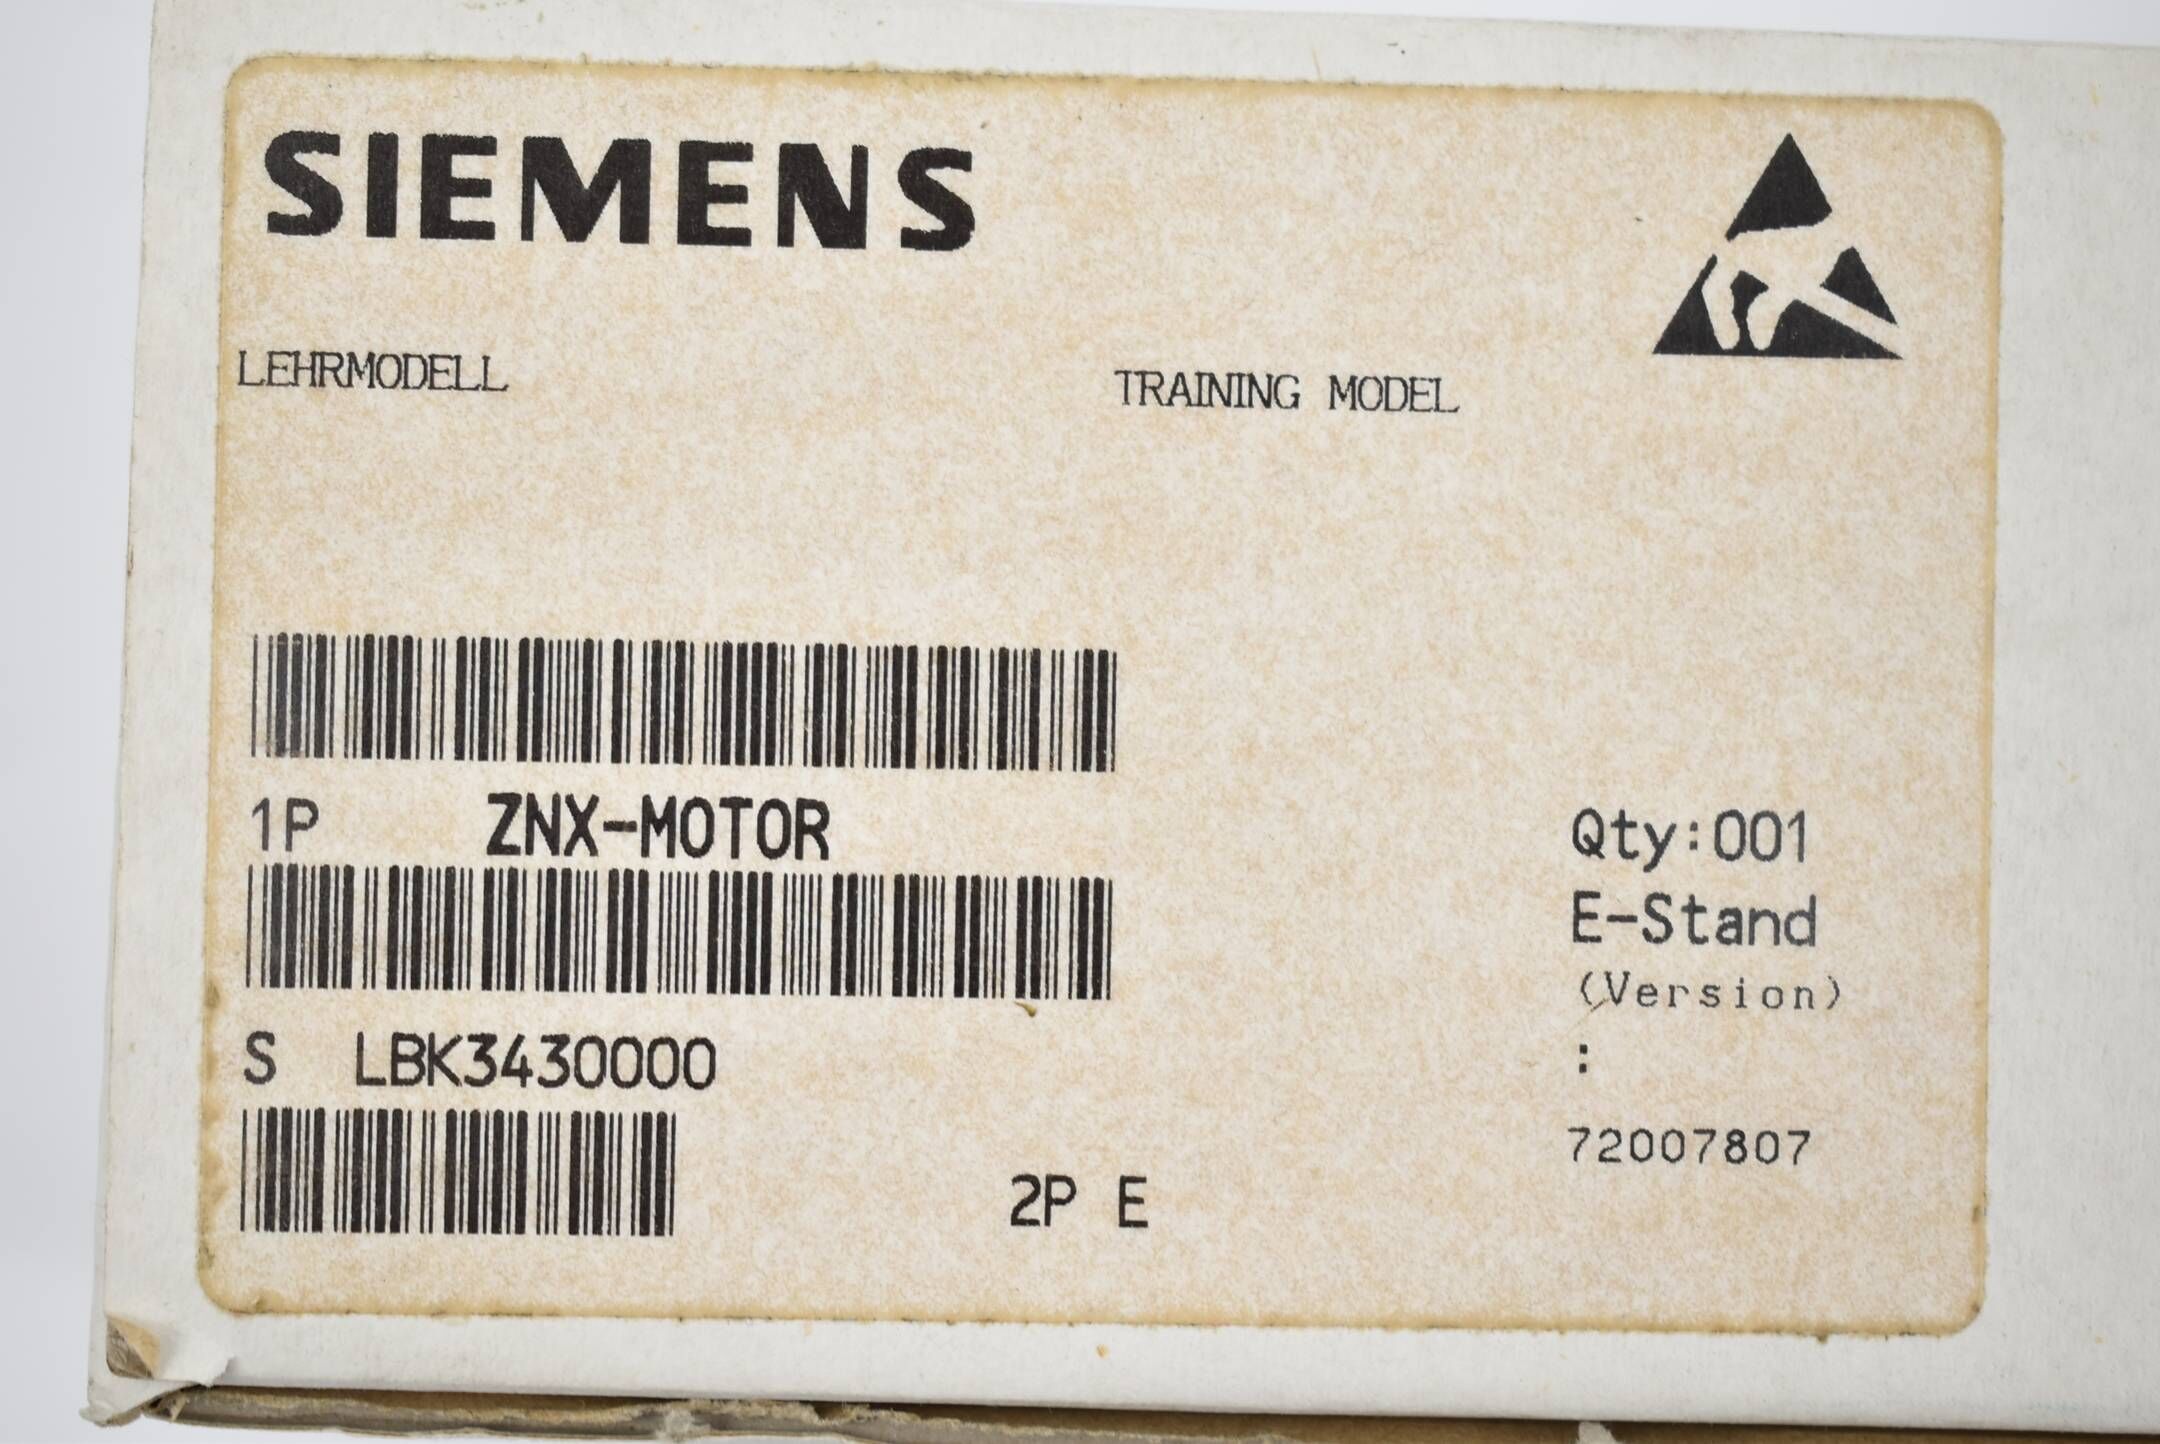 SIEMENS
LEHRMODELL TRAINING MODEL
1P ZNX-MOTOR Qty:001
E-Stand
(Version)
S LBK3430000 :
72007807
2P E